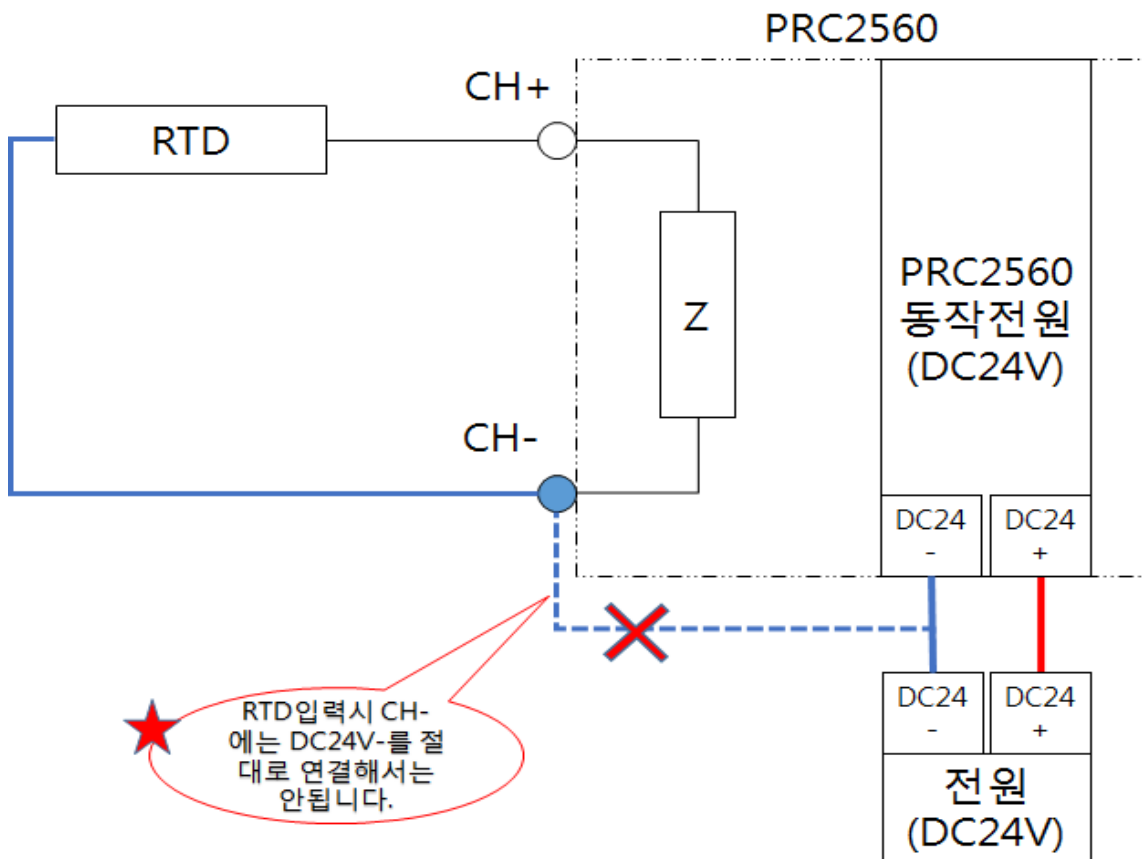 PRC2560
CH+
RTD
Z
PRC2560
동작전원
(DC24V)
CH-
DC24
-
DC24
+
RTD입력시 CH-
에는 DC24V-를 절
대로 연결해서는
안됩니다.
DC24
-
DC24
+
전원
(DC24V)